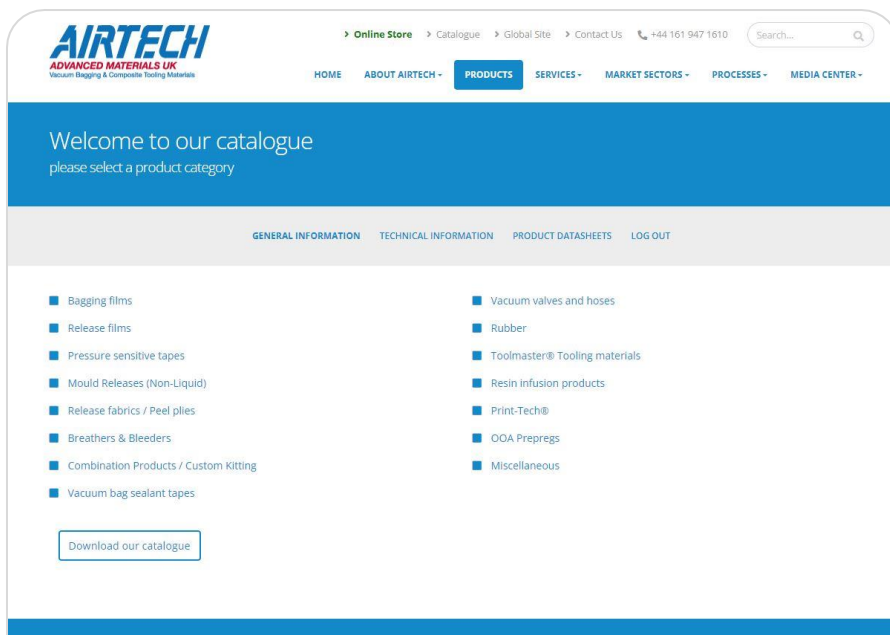 AIRTECH
ADVANCED MATERIALS UK
Vacuum Bagging & Composite Tooling Materials
Online Store Catalogue Global Site Contact Us +44 161 947 1610 Search...
HOME ABOUT AIRTECH PRODUCTS SERVICES MARKET SECTORS PROCESSES MEDIA CENTER
Welcome to our catalogue
please select a product category
GENERAL INFORMATION TECHNICAL INFORMATION PRODUCT DATASHEETS LOG OUT
Bagging films
Release films
Pressure sensitive tapes
Mould Releases (Non-Liquid)
Release fabrics / Peel plies
Breathers & Bleeders
Combination Products / Custom Kitting
Vacuum bag sealant tapes
Vacuum valves and hoses
Rubber
Toolmaster® Tooling materials
Resin infusion products
Print-Tech®
OOA Prepregs
Miscellaneous
Download our catalogue